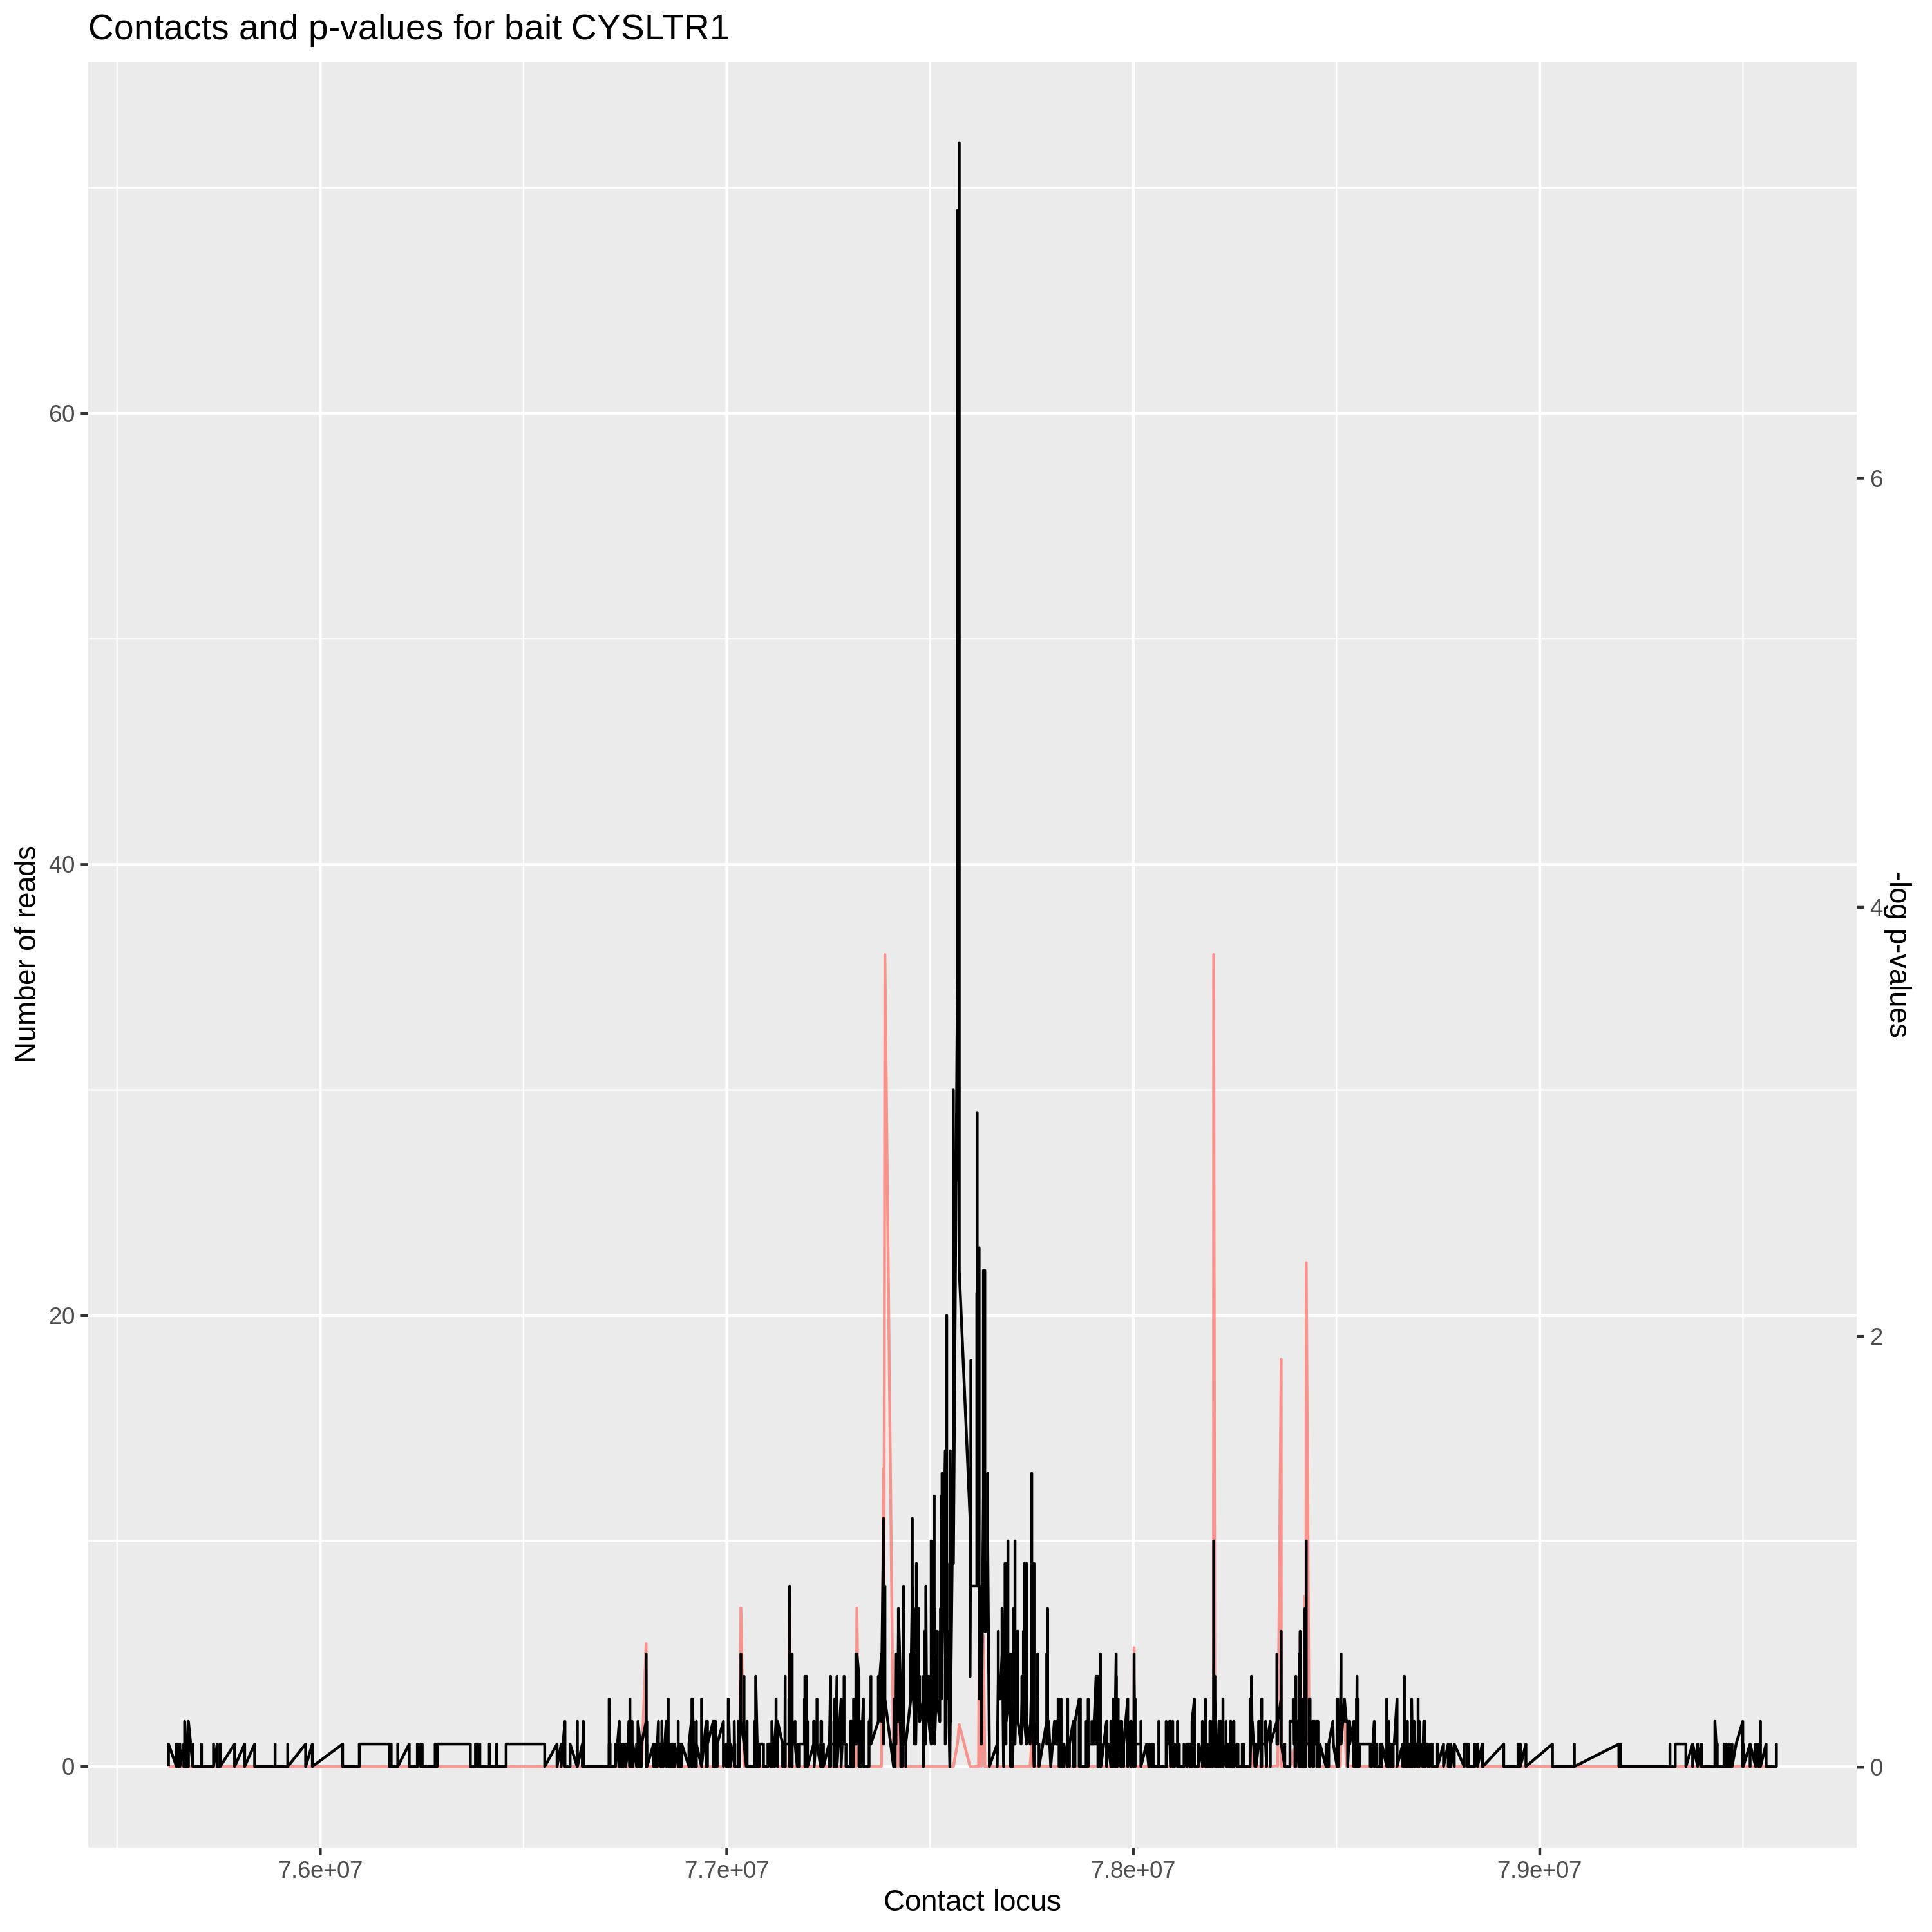 Contacts and p-values for bait CYSLTR1
60
40
20
0
Number of reads
6
4
2
0
-log p-values
7.6e+07 7.7e+07 7.8e+07 7.9e+07
Contact locus